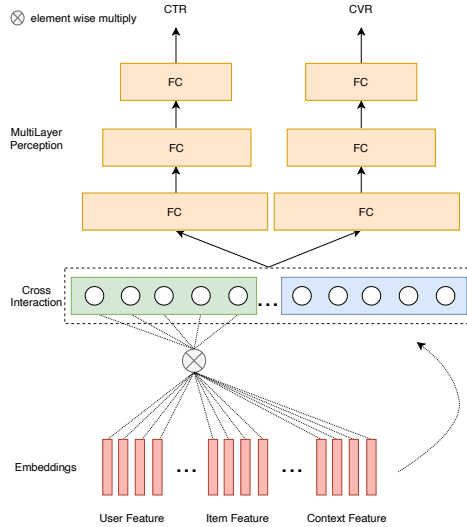 element wise multiply
CTR
CVR
FC
FC
MultiLayer
Perception
FC
FC
FC
FC
Cross
Interaction
...
Embeddings
...
...
User Feature
Item Feature
Context Feature